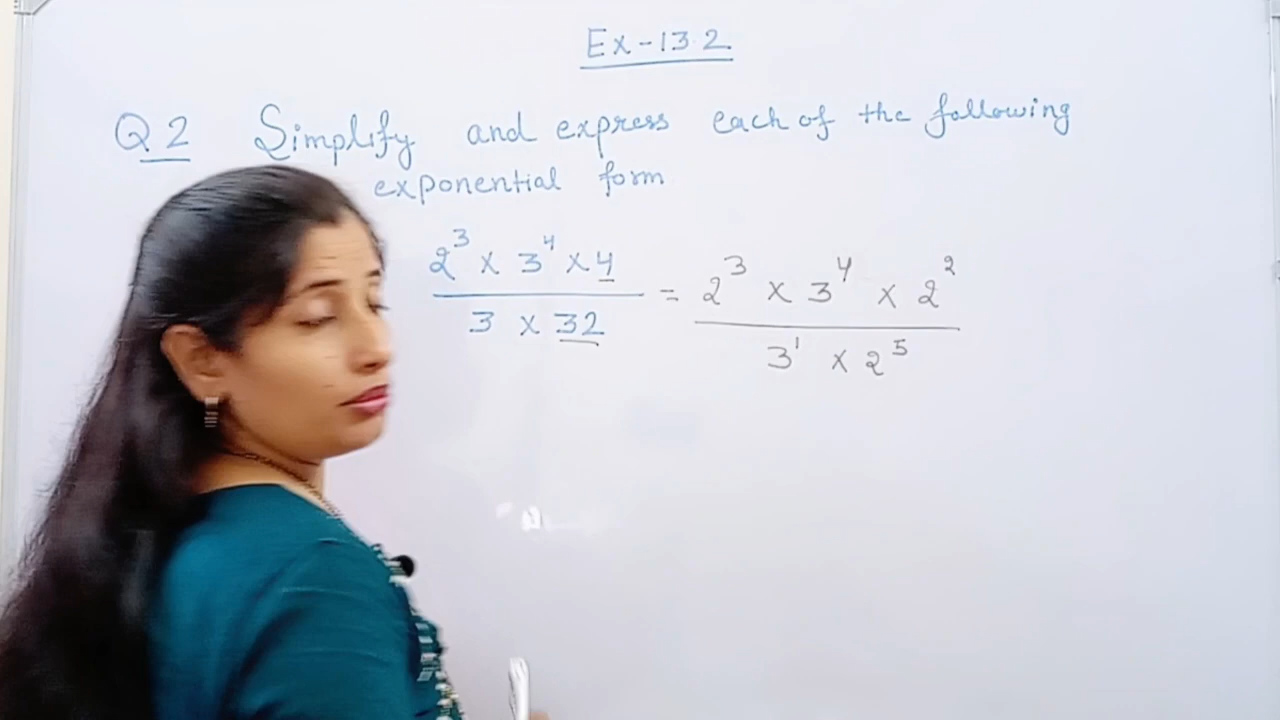 Ex-13.2
Q2 Simplify and express each of the following
exponential form
2³ × 3⁴ × 4 = 2³ × 3⁴ × 2²
3 × 32 3¹ × 2⁵